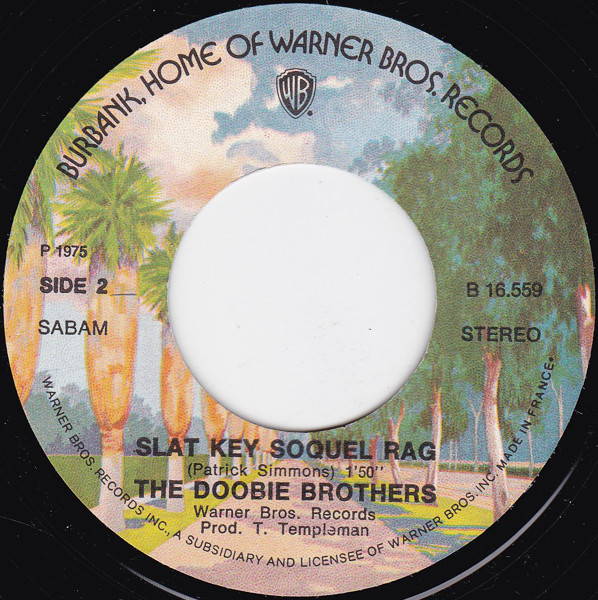 BURBANK, HOME OF WARNER BROS. RECORDS
WB
P 1975
SIDE 2
SABAM
B 16.559
STEREO
SLAT KEY SOQUEL RAG
(Patrick Simmons) 1'50''
THE DOOBIE BROTHERS
Warner Bros. Records
Prod. T. Templeman
WARNER BROS. RECORDS INC., A SUBSIDIARY AND LICENSEE OF WARNER BROS. INC. MADE IN FRANCE.